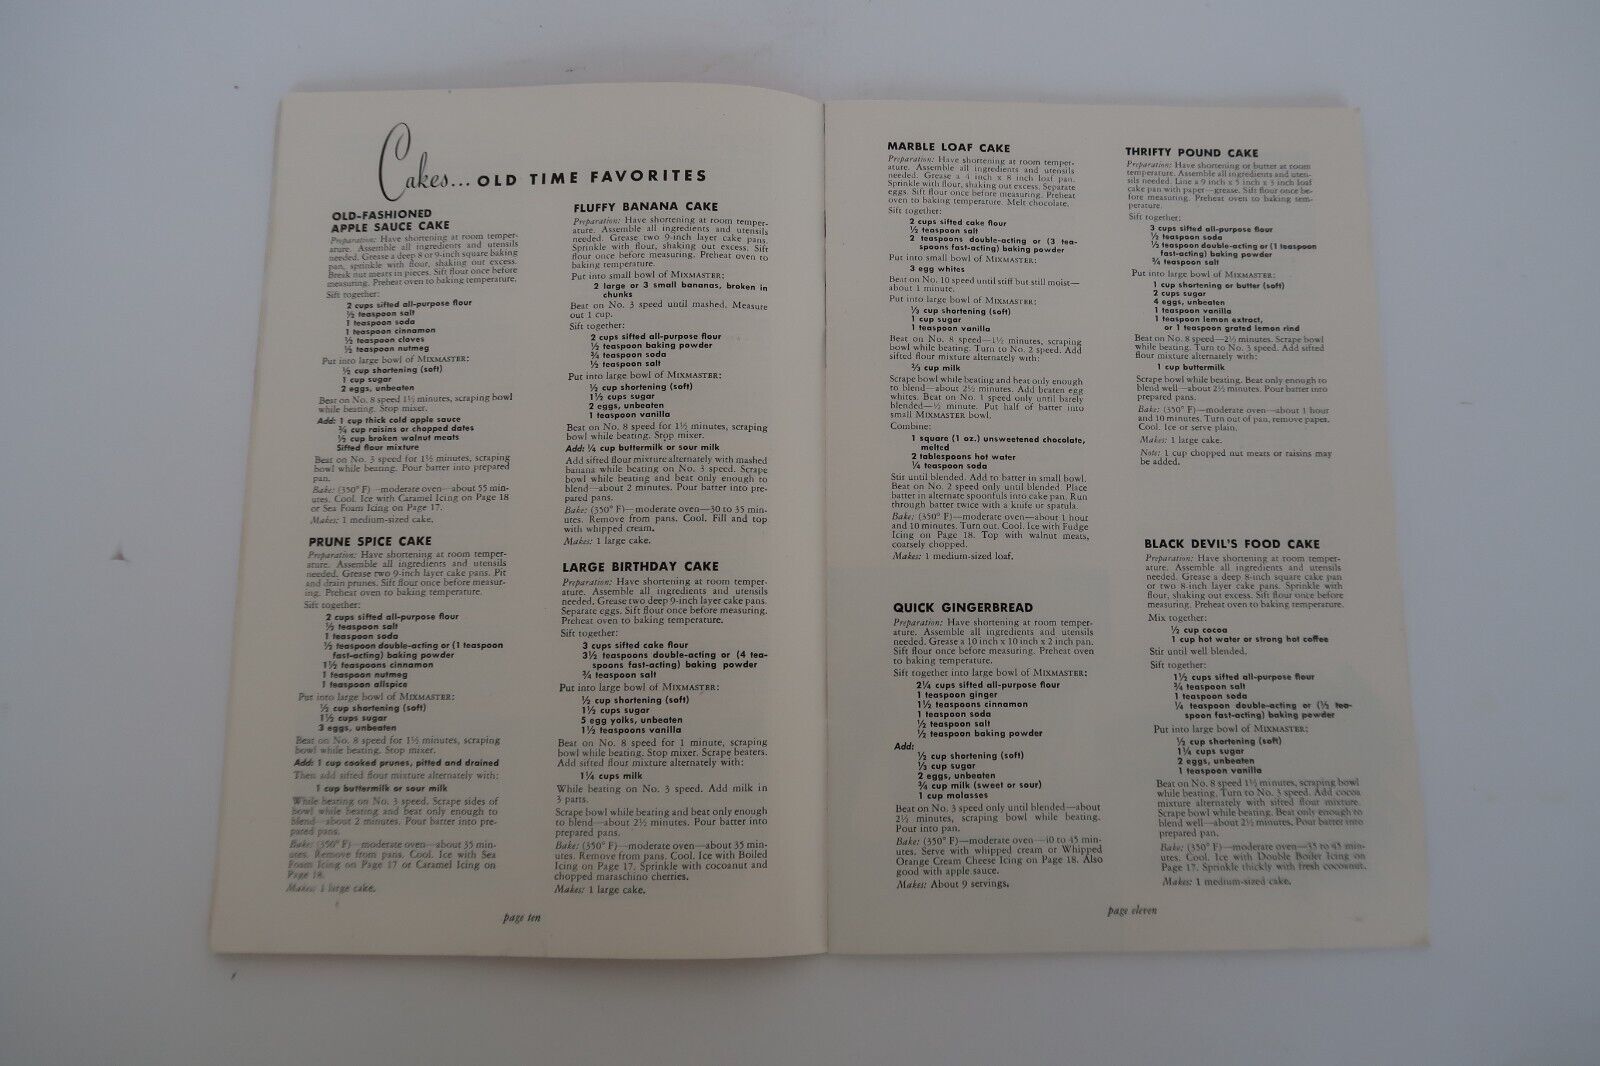 Cakes... OLD TIME FAVORITES
OLD-FASHIONED
APPLE SAUCE CAKE
Preparation: Have shortening at room temper-
ature. Assemble all ingredients and utensils
needed. Grease a deep 8 or 9-inch square baking
pan, sprinkle with flour, shaking out excess.
Break nut meats in pieces. Sift flour once before
measuring. Preheat oven to baking temperature.
Sift together:
2 cups sifted all-purpose flour
½ teaspoon salt
1 teaspoon soda
1 teaspoon cinnamon
½ teaspoon cloves
½ teaspoon nutmeg
Put into large bowl of MIXMASTER:
½ cup shortening (soft)
1 cup sugar
2 eggs, unbeaten
Beat on No. 8 speed 1½ minutes, scraping bowl
while beating. Stop mixer.
Add: 1 cup thick cold apple sauce
¾ cup raisins or chopped dates
½ cup broken walnut meats
Sifted flour mixture
Beat on No. 3 speed for 1½ minutes, scraping
bowl while beating. Pour batter into prepared
pan.
Bake: (350° F)—moderate oven—about 55 min-
utes. Cool. Ice with Caramel Icing on Page 18
or Sea Foam Icing on Page 17.
Makes: 1 medium-sized cake.
PRUNE SPICE CAKE
Preparation: Have shortening at room temper-
ature. Assemble all ingredients and utensils
needed. Grease two 9-inch layer cake pans. Pit
and drain prunes. Sift flour once before measur-
ing. Preheat oven to baking temperature.
Sift together:
2 cups sifted all-purpose flour
½ teaspoon salt
1 teaspoon soda
½ teaspoon double-acting or (1 teaspoon
fast-acting) baking powder
1½ teaspoons cinnamon
1 teaspoon nutmeg
1 teaspoon allspice
Put into large bowl of MIXMASTER:
½ cup shortening (soft)
1½ cups sugar
3 eggs, unbeaten
Beat on No. 8 speed for 1½ minutes, scraping
bowl while beating. Stop mixer.
Add: 1 cup cooked prunes, pitted and drained
Then add sifted flour mixture alternately with:
1 cup buttermilk or sour milk
While beating on No. 3 speed. Scrape sides of
bowl while beating and beat only enough to
blend—about 2 minutes. Pour batter into pre-
pared pans.
Bake: (350° F)—moderate oven—about 35 min-
utes. Remove from pans. Cool. Ice with Sea
Foam Icing on Page 17 or Caramel Icing on
Page 18.
Makes: 1 large cake.
FLUFFY BANANA CAKE
Preparation: Have shortening at room temper-
ature. Assemble all ingredients and utensils
needed. Grease two 9-inch layer cake pans.
Sprinkle with flour, shaking out excess. Sift
flour once before measuring. Preheat oven to
baking temperature.
Put into small bowl of MIXMASTER:
2 large or 3 small bananas, broken in
chunks
Beat on No. 3 speed until mashed. Measure
out 1 cup.
Sift together:
2 cups sifted all-purpose flour
½ teaspoon baking powder
¾ teaspoon soda
½ teaspoon salt
Put into large bowl of MIXMASTER:
½ cup shortening (soft)
1½ cups sugar
2 eggs, unbeaten
1 teaspoon vanilla
Beat on No. 8 speed for 1½ minutes, scraping
bowl while beating. Stop mixer.
Add: ¼ cup buttermilk or sour milk
Add sifted flour mixture alternately with mashed
banana while beating on No. 3 speed. Scrape
bowl while beating and beat only enough to
blend—about 2 minutes. Pour batter into pre-
pared pans.
Bake: (350° F)—moderate oven—30 to 35 min-
utes. Remove from pans. Cool. Fill and top
with whipped cream.
Makes: 1 large cake.
LARGE BIRTHDAY CAKE
Preparation: Have shortening at room temper-
ature. Assemble all ingredients and utensils
needed. Grease two deep 9-inch layer cake pans.
Separate eggs. Sift flour once before measuring.
Preheat oven to baking temperature.
Sift together:
3 cups sifted cake flour
3½ teaspoons double-acting or (4 tea-
spoons fast-acting) baking powder
¾ teaspoon salt
Put into large bowl of MIXMASTER:
½ cup shortening (soft)
1½ cups sugar
5 egg yolks, unbeaten
1½ teaspoons vanilla
Beat on No. 8 speed for 1 minute, scraping
bowl while beating. Stop mixer. Scrape beaters.
Add sifted flour mixture alternately with:
1¼ cups milk
While beating on No. 3 speed. Add milk in
3 parts.
Scrape bowl while beating and beat only enough
to blend—about 2½ minutes. Pour batter into
prepared pans.
Bake: (350° F)—moderate oven—about 35 min-
utes. Remove from pans. Cool. Ice with Boiled
Icing on Page 17. Sprinkle with cocoanut and
chopped maraschino cherries.
Makes: 1 large cake.
page ten
MARBLE LOAF CAKE
Preparation: Have shortening at room temper-
ature. Assemble all ingredients and utensils
needed. Grease a 4 inch x 8 inch loaf pan.
Sprinkle with flour, shaking out excess. Separate
eggs. Sift flour once before measuring. Preheat
oven to baking temperature. Melt chocolate.
Sift together:
2 cups sifted cake flour
½ teaspoon salt
2 teaspoons double-acting or (3 tea-
spoons fast-acting) baking powder
Put into small bowl of MIXMASTER:
3 egg whites
Beat on No. 10 speed until stiff but still moist—
about 1 minute.
Put into large bowl of MIXMASTER:
⅓ cup shortening (soft)
1 cup sugar
1 teaspoon vanilla
Beat on No. 8 speed—1½ minutes, scraping
bowl while beating. Turn to No. 2 speed. Add
sifted flour mixture alternately with:
⅔ cup milk
Scrape bowl while beating and beat only enough
to blend—about 2½ minutes. Add beaten egg
whites. Beat on No. 1 speed only until barely
blended—½ minute. Put half of batter into
small MIXMASTER bowl.
Combine:
1 square (1 oz.) unsweetened chocolate,
melted
2 tablespoons hot water
¼ teaspoon soda
Stir until blended. Add to batter in small bowl.
Beat on No. 2 speed only until blended. Place
batter in alternate spoonfuls into cake pan. Run
through batter twice with a knife or spatula.
Bake: (350° F)—moderate oven—about 1 hour
and 10 minutes. Turn out. Cool. Ice with Fudge
Icing on Page 18. Top with walnut meats,
coarsely chopped.
Makes: 1 medium-sized loaf.
QUICK GINGERBREAD
Preparation: Have shortening at room temper-
ature. Assemble all ingredients and utensils
needed. Grease a 10 inch x 10 inch x 2 inch pan.
Sift flour once before measuring. Preheat oven
to baking temperature.
Sift together into large bowl of MIXMASTER:
2¼ cups sifted all-purpose flour
1 teaspoon ginger
1½ teaspoons cinnamon
1 teaspoon soda
½ teaspoon salt
½ teaspoon baking powder
Add:
½ cup shortening (soft)
⅓ cup sugar
2 eggs, unbeaten
¾ cup milk (sweet or sour)
1 cup molasses
Beat on No. 3 speed only until blended—about
2½ minutes, scraping bowl while beating.
Pour into pan.
Bake: (350° F)—moderate oven—40 to 45 min-
utes. Serve with whipped cream or Whipped
Orange Cream Cheese Icing on Page 18. Also
good with apple sauce.
Makes: About 9 servings.
THRIFTY POUND CAKE
Preparation: Have shortening or butter at room
temperature. Assemble all ingredients and uten-
sils needed. Line a 9 inch x 5 inch x 3 inch loaf
cake pan with paper—grease. Sift flour once be-
fore measuring. Preheat oven to baking tem-
perature.
Sift together:
3 cups sifted all-purpose flour
½ teaspoon soda
½ teaspoon double-acting or (1 teaspoon
fast-acting) baking powder
¾ teaspoon salt
Put into large bowl of MIXMASTER:
1 cup shortening or butter (soft)
2 cups sugar
4 eggs, unbeaten
1 teaspoon vanilla
1 teaspoon lemon extract,
or 1 teaspoon grated lemon rind
Beat on No. 8 speed—2½ minutes. Scrape bowl
while beating. Turn to No. 3 speed. Add sifted
flour mixture alternately with:
1 cup buttermilk
Scrape bowl while beating. Beat only enough to
blend well—about 2½ minutes. Pour batter into
prepared pans.
Bake: (350° F)—moderate oven—about 1 hour
and 10 minutes. Turn out of pan, remove paper.
Cool. Ice or serve plain.
Makes: 1 large cake.
Note: 1 cup chopped nut meats or raisins may
be added.
BLACK DEVIL'S FOOD CAKE
Preparation: Have shortening at room temper-
ature. Assemble all ingredients and utensils
needed. Grease a deep 8-inch square cake pan
or two 8-inch layer cake pans. Sprinkle with
flour, shaking out excess. Sift flour once before
measuring. Preheat oven to baking temperature.
Mix together:
½ cup cocoa
1 cup hot water or strong hot coffee
Stir until well blended.
Sift together:
1½ cups sifted all-purpose flour
¾ teaspoon salt
1 teaspoon soda
¼ teaspoon double-acting or (½ tea-
spoon fast-acting) baking powder
Put into large bowl of MIXMASTER:
½ cup shortening (soft)
1¼ cups sugar
2 eggs, unbeaten
1 teaspoon vanilla
Beat on No. 8 speed 1½ minutes, scraping bowl
while beating. Turn to No. 3 speed. Add cocoa
mixture alternately with sifted flour mixture.
Scrape bowl while beating. Beat only enough to
blend well—about 2½ minutes. Pour batter into
prepared pan.
Bake: (350° F)—moderate oven—35 to 45 min-
utes. Cool. Ice with Double Boiler Icing on
Page 17. Sprinkle thickly with fresh cocoanut.
Makes: 1 medium-sized cake.
page eleven